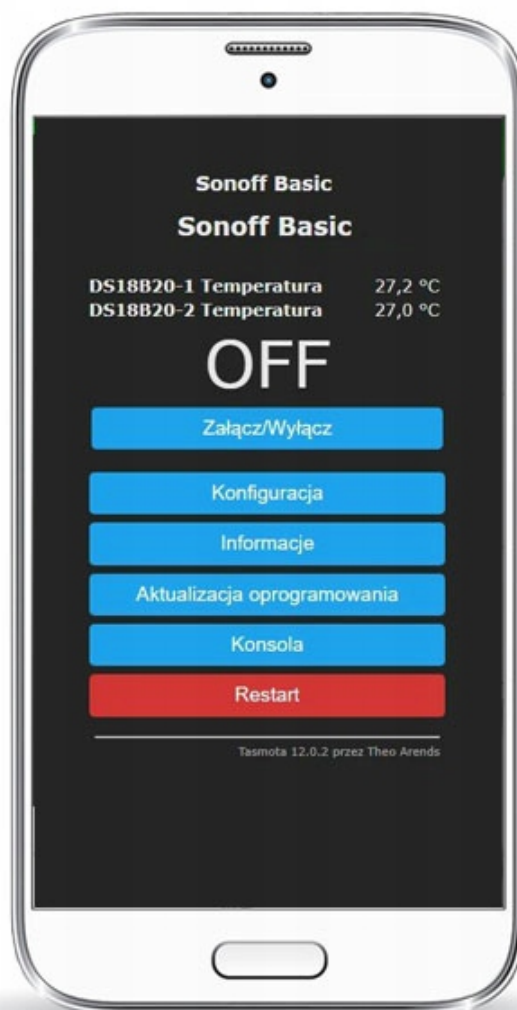 Sonoff Basic
Sonoff Basic
DS18B20-1 Temperatura 27,2 °C
DS18B20-2 Temperatura 27,0 °C
OFF
Załącz/Wyłącz
Konfiguracja
Informacje
Aktualizacja oprogramowania
Konsola
Restart
Tasmota 12.0.2 przez Theo Arends